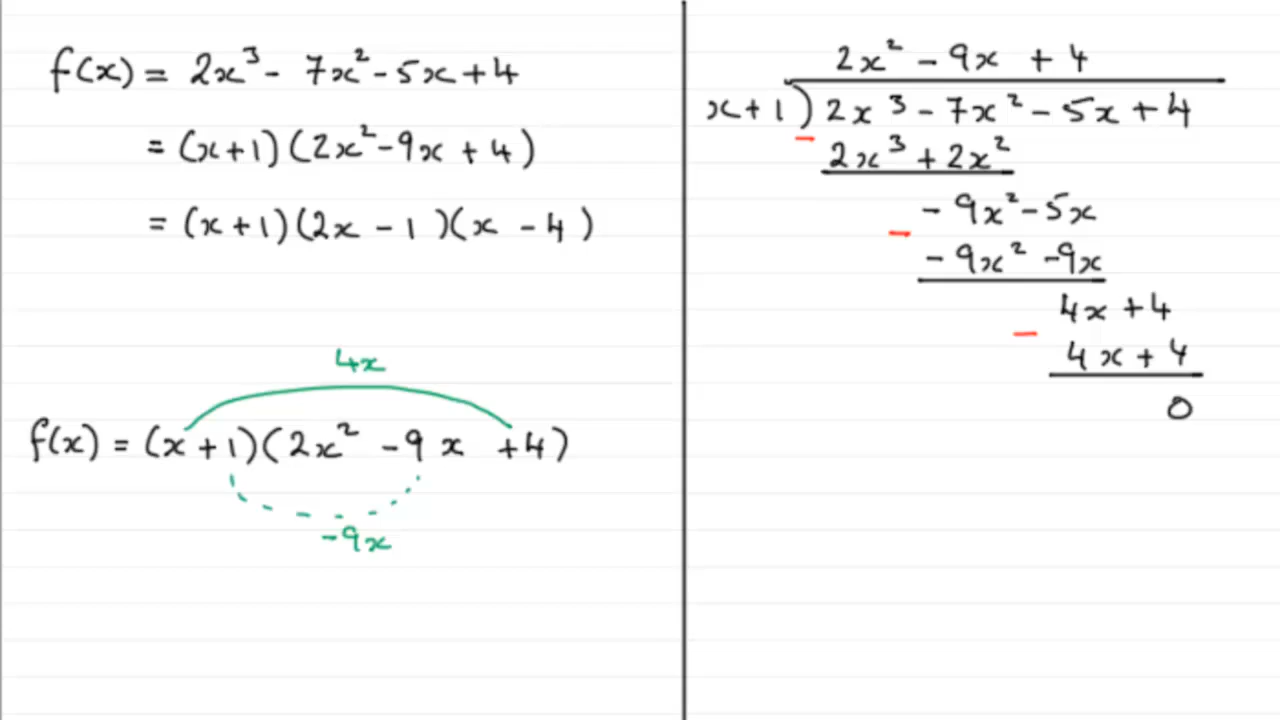 f(x) = 2x³ - 7x² - 5x + 4
= (x+1)(2x² - 9x + 4)
= (x+1)(2x - 1)(x - 4)
4x
f(x) = (x+1)(2x² - 9x + 4)
-9x
2x² - 9x + 4
x+1)2x³ - 7x² - 5x + 4
- 2x³ + 2x²
- 9x² - 5x
- - 9x² - 9x
4x + 4
- 4x + 4
0